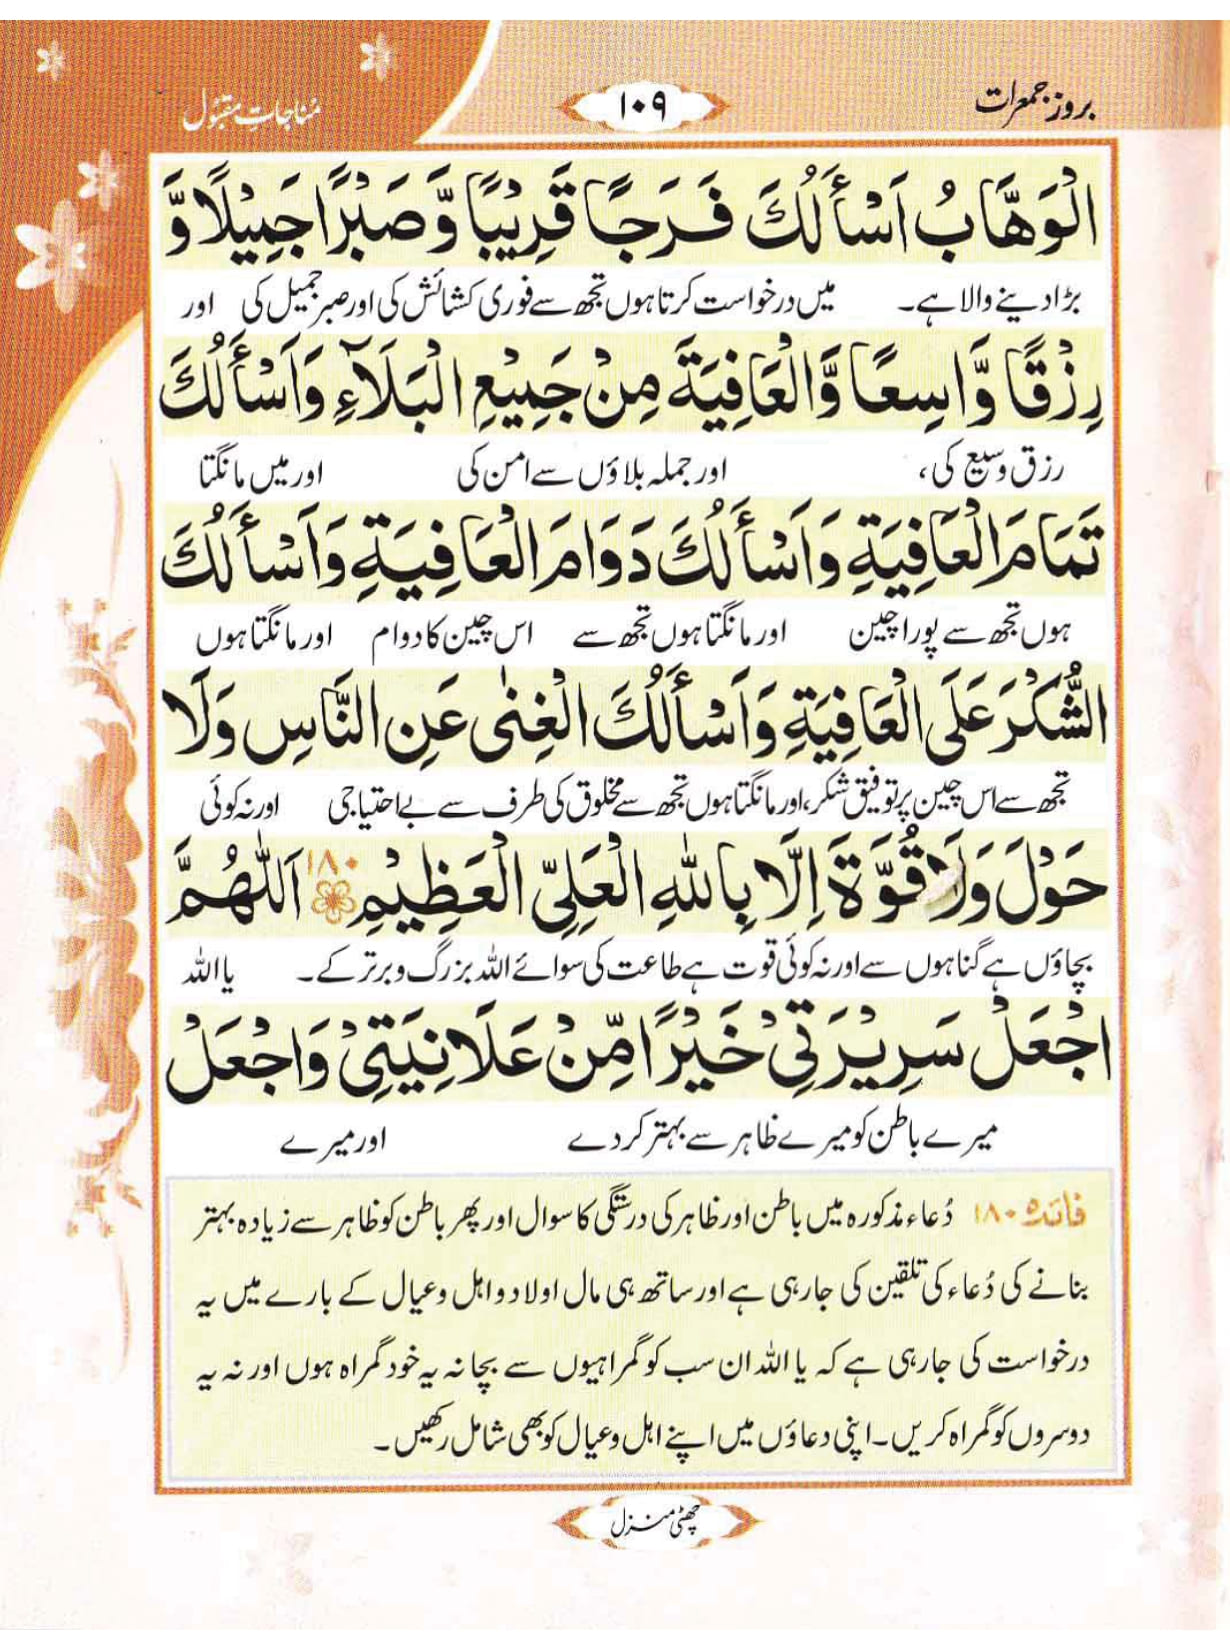 بروز جمعرات ۱۰۹ مُناجاتِ مقبُول
الْوَهَّابُ اَسْأَلُكَ فَرَجًا قَرِيْبًا وَّصَبْرًا جَمِيْلًا وَّ
بڑا دینے والا ہے۔ میں درخواست کرتا ہوں تجھ سے فوری کشائش کی اور صبر جمیل کی اور
رِزْقًا وَّاسِعًا وَّالْعَافِيَةَ مِنْ جَمِيْعِ الْبَلَآءِ وَاَسْأَلُكَ
رزق وسیع کی، اور جملہ بلاؤں سے امن کی اور میں مانگتا
تَمَامَ الْعَافِيَةِ وَاَسْأَلُكَ دَوَامَ الْعَافِيَةِ وَاَسْأَلُكَ
ہوں تجھ سے پورا چین اور مانگتا ہوں تجھ سے اس چین کا دوام اور مانگتا ہوں
الشُّكْرَ عَلَى الْعَافِيَةِ وَاَسْأَلُكَ الْغِنٰى عَنِ النَّاسِ وَلَا
تجھ سے اس چین پر توفیق شکر، اور مانگتا ہوں تجھ سے مخلوق کی طرف سے بے احتیاجی اور نہ کوئی
حَوْلَ وَلَا قُوَّةَ اِلَّا بِاللّٰهِ الْعَلِيِّ الْعَظِيْمِ ۱۸۰ اَللّٰهُمَّ
بچاؤں ہے گناہوں سے اور نہ کوئی قوت ہے طاعت کی سوائے اللہ بزرگ و برتر کے۔ یا اللہ
اجْعَلْ سَرِيْرَتِيْ خَيْرًا مِّنْ عَلَانِيَتِيْ وَاجْعَلْ
میرے باطن کو میرے ظاہر سے بہتر کر دے اور میرے
فائدہ ۱۸۰ دُعاء مذکورہ میں باطن اور ظاہر کی درستگی کا سوال اور پھر باطن کو ظاہر سے زیادہ بہتر
بنانے کی دُعاء کی تلقین کی جارہی ہے اور ساتھ ہی مال اولاد و اہل و عیال کے بارے میں یہ
درخواست کی جارہی ہے کہ یا اللہ ان سب کو گمراہیوں سے بچا نہ یہ خود گمراہ ہوں اور نہ یہ
دوسروں کو گمراہ کریں۔ اپنی دعاؤں میں اپنے اہل و عیال کو بھی شامل رکھیں۔
چھٹی منزل